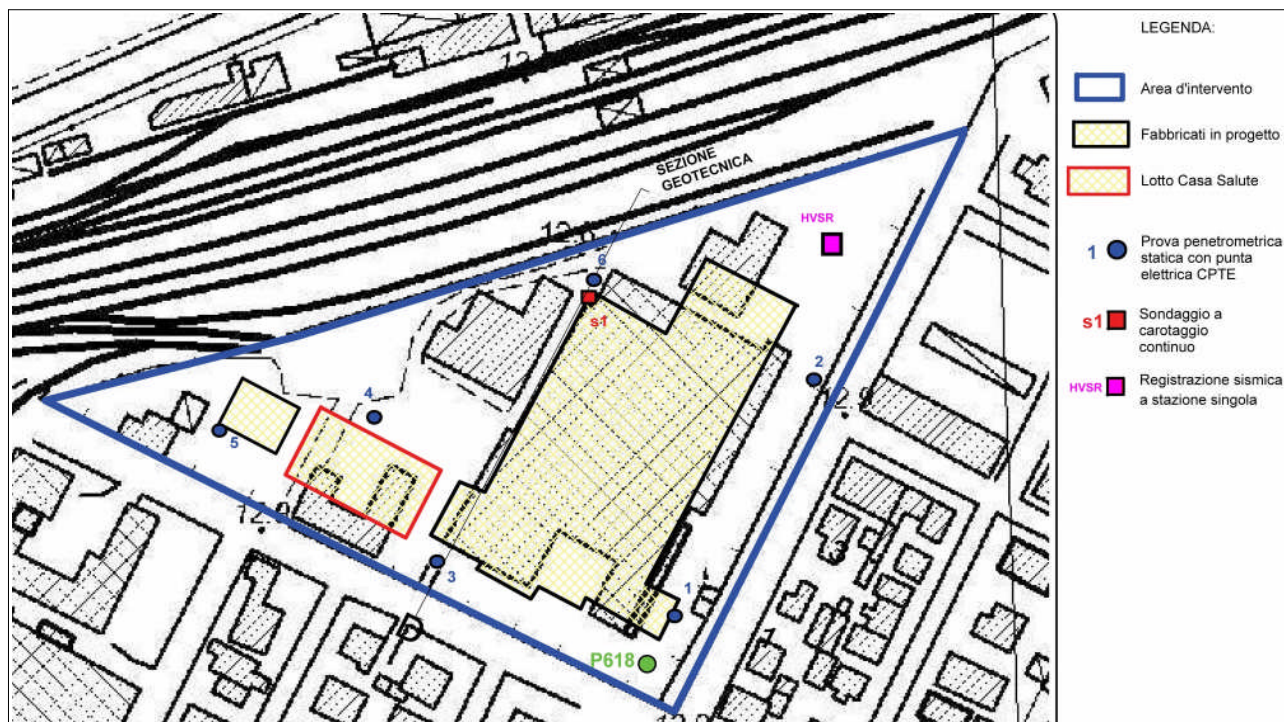 SEZIONE
GEOTECNICA
HVSR
6
s1
2
4
5
3
1
P618
LEGENDA:
Area d'intervento
Fabbricati in progetto
Lotto Casa Salute
1
Prova penetrometrica
statica con punta
elettrica CPTE
s1
Sondaggio a
carotaggio
continuo
HVSR
Registrazione sismica
a stazione singola